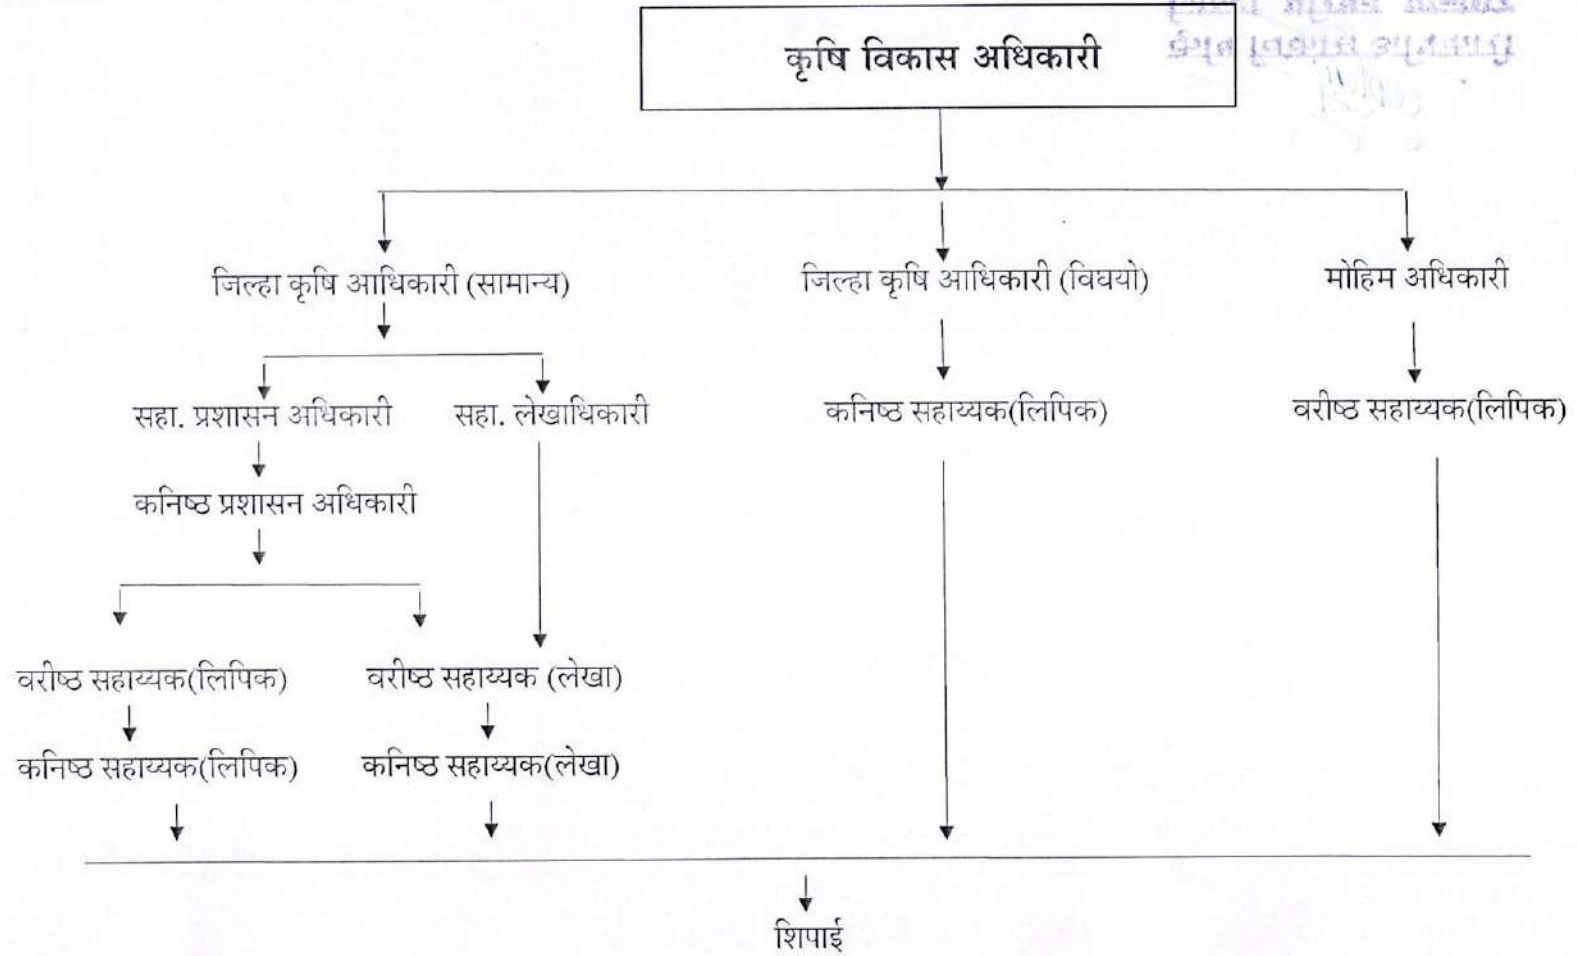 कृषि विकास अधिकारी
जिल्हा कृषि आधिकारी (सामान्य)
जिल्हा कृषि आधिकारी (विघयो)
मोहिम अधिकारी
सहा. प्रशासन अधिकारी
सहा. लेखाधिकारी
कनिष्ठ सहाय्यक(लिपिक)
वरीष्ठ सहाय्यक(लिपिक)
कनिष्ठ प्रशासन अधिकारी
वरीष्ठ सहाय्यक(लिपिक)
वरीष्ठ सहाय्यक (लेखा)
कनिष्ठ सहाय्यक(लिपिक)
कनिष्ठ सहाय्यक(लेखा)
शिपाई